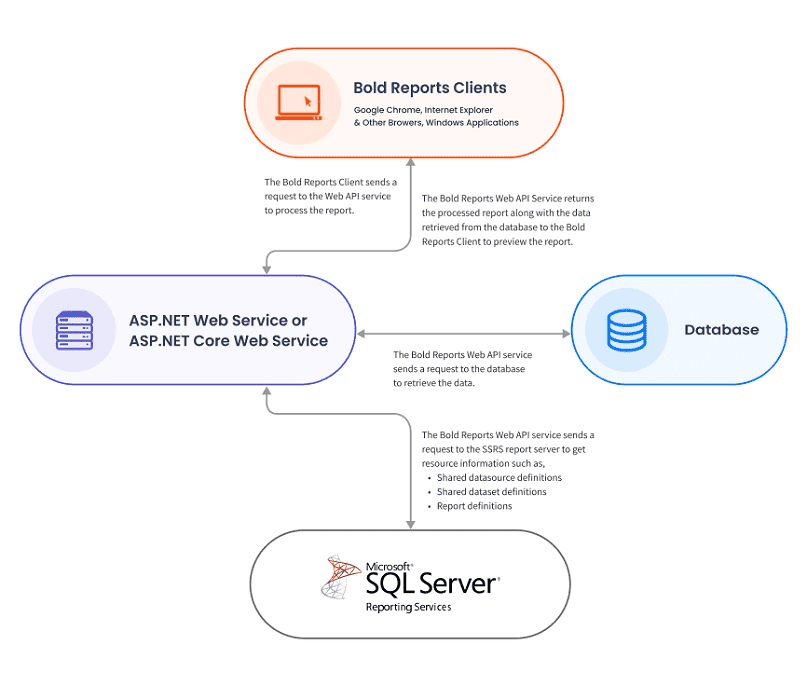 Bold Reports Clients
Google Chrome, Internet Explorer
& Other Browers, Windows Applications
The Bold Reports Client sends a
request to the Web API service
to process the report.
The Bold Reports Web API Service returns
the processed report along with the data
retrieved from the database to the Bold
Reports Client to preview the report.
ASP.NET Web Service or
ASP.NET Core Web Service
Database
The Bold Reports Web API service
sends a request to the database
to retrieve the data.
The Bold Reports Web API service sends a
request to the SSRS report server to get
resource information such as,
• Shared datasource definitions
• Shared dataset definitions
• Report definitions
Microsoft®
SQL Server®
Reporting Services